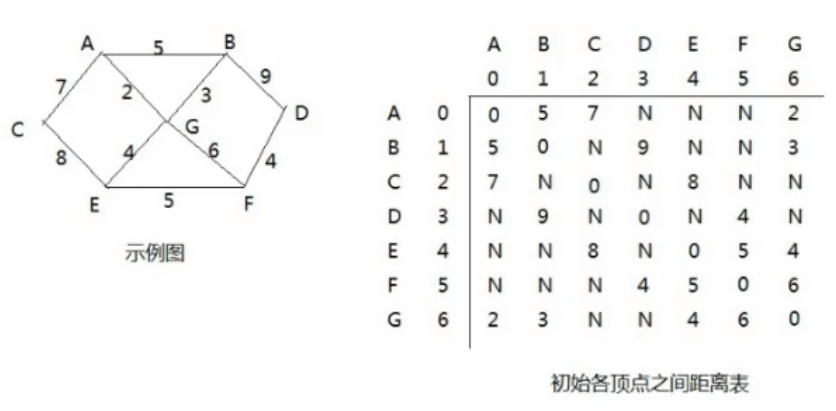 A 5 B
7 2 3 9
C G D
8 4 6 4
E 5 F
示例图
A B C D E F G
0 1 2 3 4 5 6
A 0 0 5 7 N N N 2
B 1 5 0 N 9 N N 3
C 2 7 N 0 N 8 N N
D 3 N 9 N 0 N 4 N
E 4 N N 8 N 0 5 4
F 5 N N N 4 5 0 6
G 6 2 3 N N 4 6 0
初始各顶点之间距离表